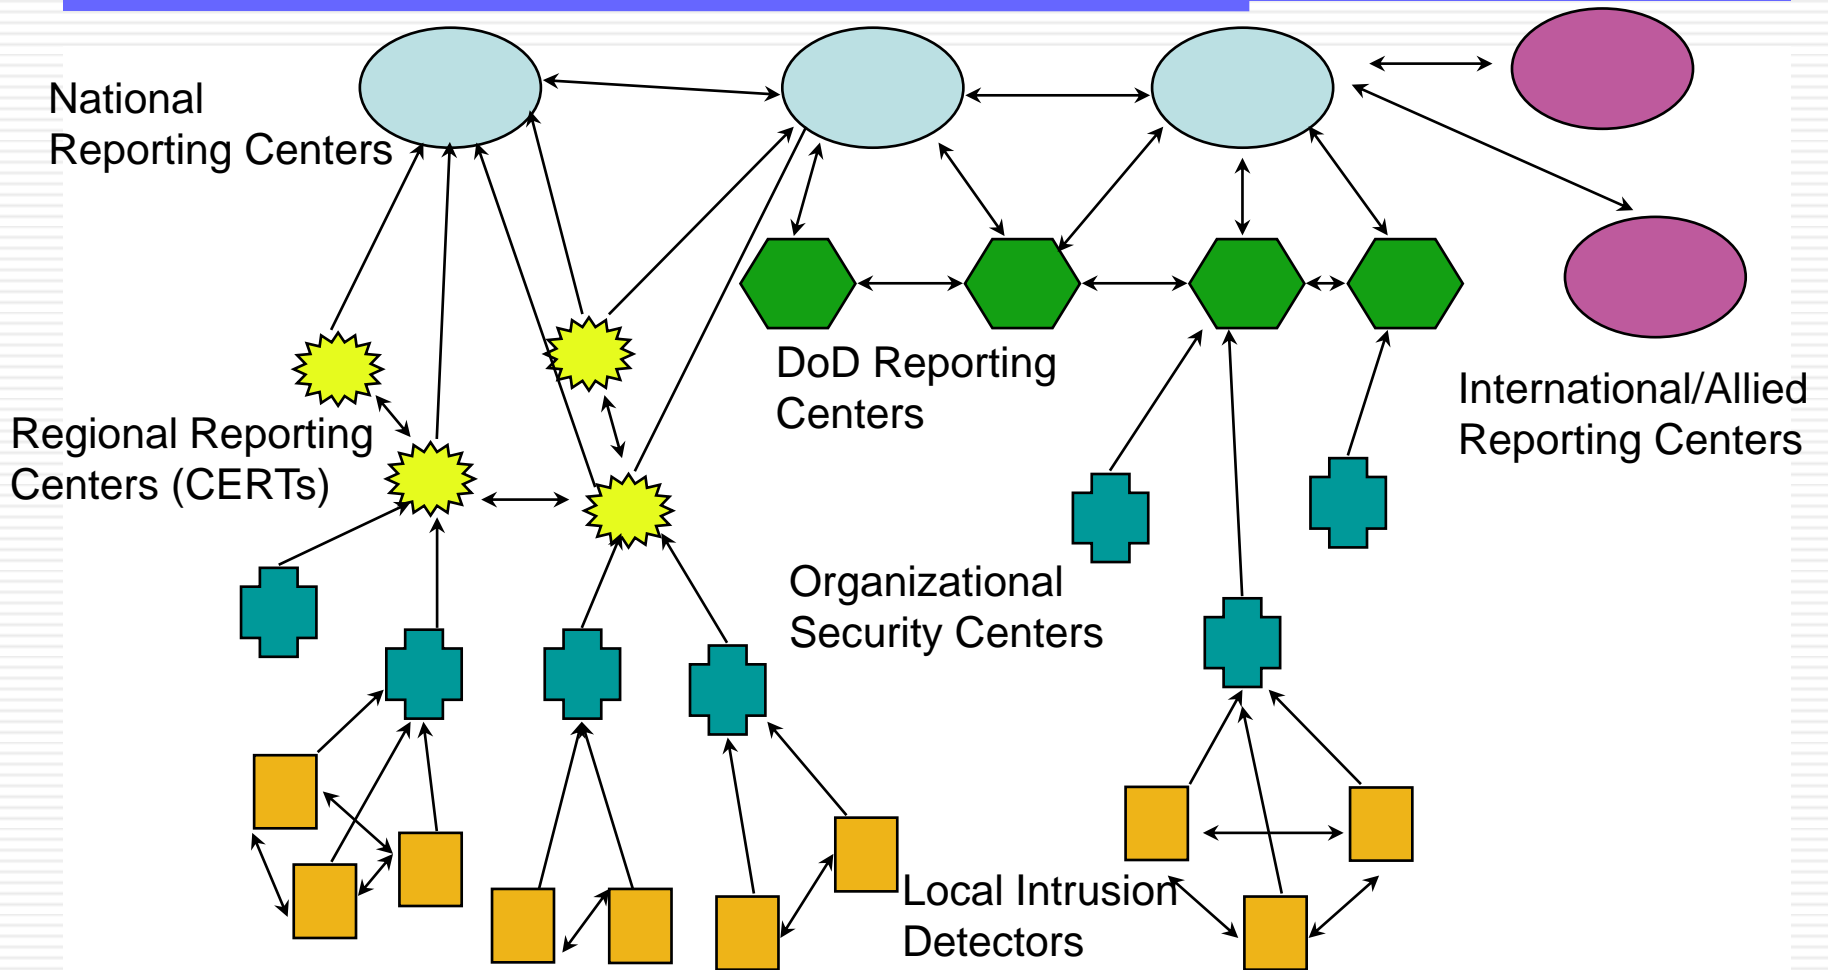 National
Reporting Centers
DoD Reporting
Centers
International/Allied
Reporting Centers
Regional Reporting
Centers (CERTs)
Organizational
Security Centers
Local Intrusion
Detectors